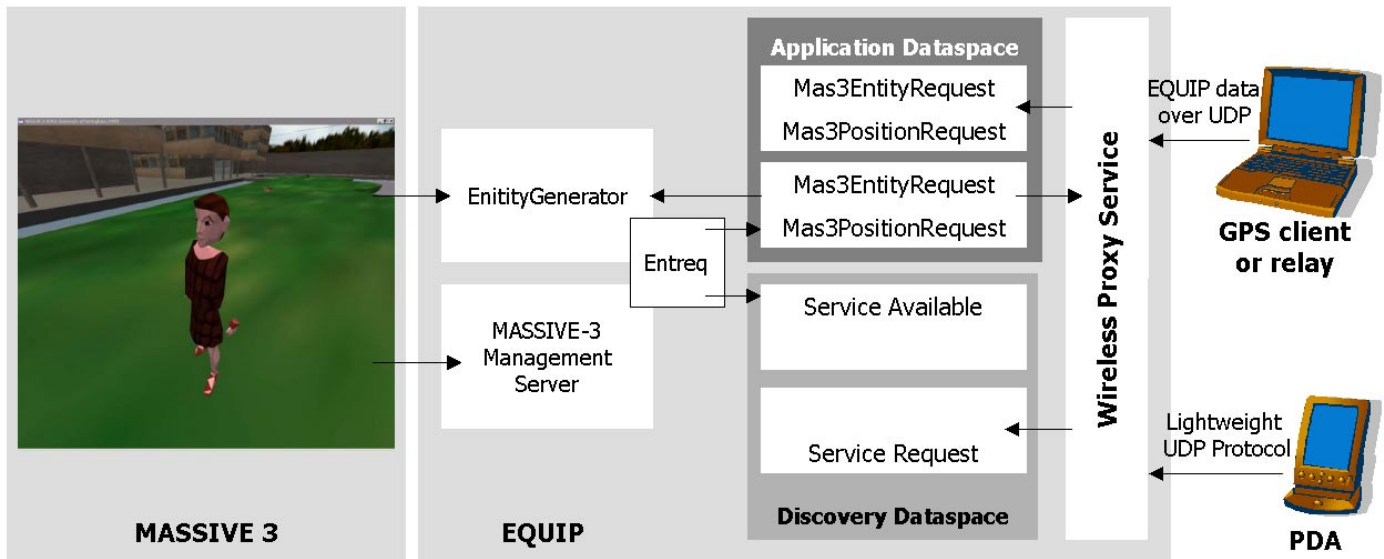 Application Dataspace
Mas3EntityRequest
Mas3PositionRequest
Mas3EntityRequest
Mas3PositionRequest
EnitityGenerator
Entreq
MASSIVE-3
Management
Server
Service Available
Service Request
Discovery Dataspace
Wireless Proxy Service
EQUIP data
over UDP
GPS client
or relay
Lightweight
UDP Protocol
PDA
MASSIVE 3
EQUIP